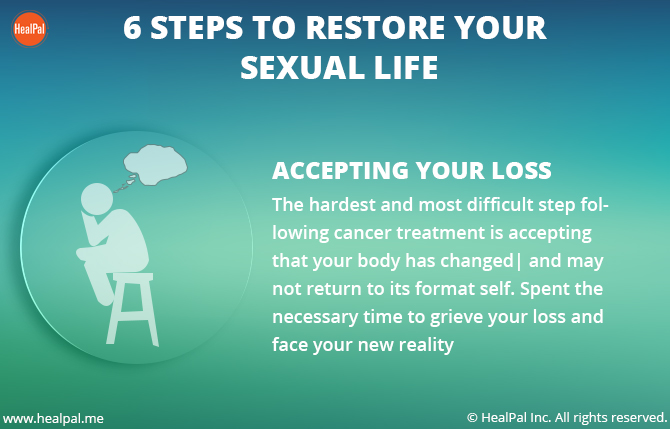 HealPal
6 STEPS TO RESTORE YOUR
SEXUAL LIFE
ACCEPTING YOUR LOSS
The hardest and most difficult step fol-
lowing cancer treatment is accepting
that your body has changed| and may
not return to its format self. Spent the
necessary time to grieve your loss and
face your new reality
www.healpal.me
© HealPal Inc. All rights reserved.